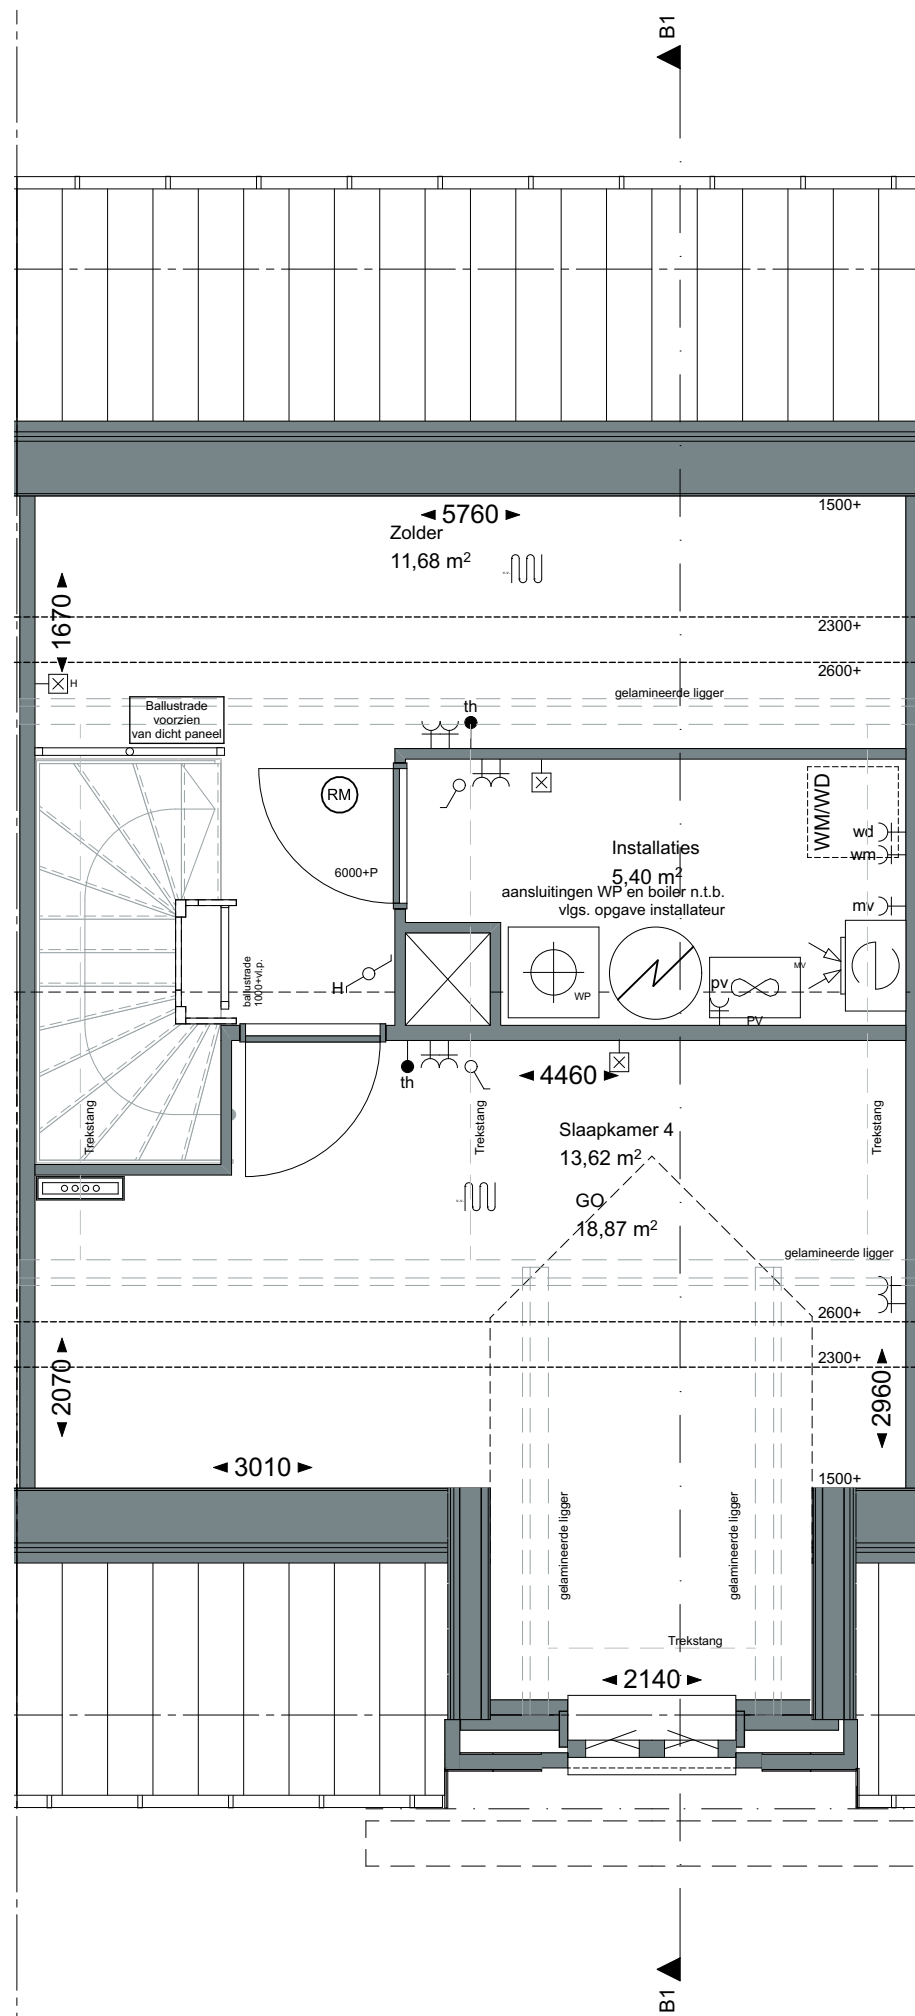 B1
1500+
5760
Zolder
11,68 m²
1670
2300+
2600+
H
gelamineerde ligger
Ballustrade
voorzien
van dicht paneel
th
RM
WM/WD
wd
wm
Installaties
5,40 m²
6000+P
aansluitingen WP en boiler n.t.b.
vlgs. opgave installateur
mv
ballustrade
1000+vl.p.
H
WP
pv
MV
PV
th
4460
Trekstang
Trekstang
Trekstang
Slaapkamer 4
13,62 m²
GO
18,87 m²
gelamineerde ligger
2600+
2300+
2070
2960
3010
1500+
gelamineerde ligger
gelamineerde ligger
Trekstang
2140
B1